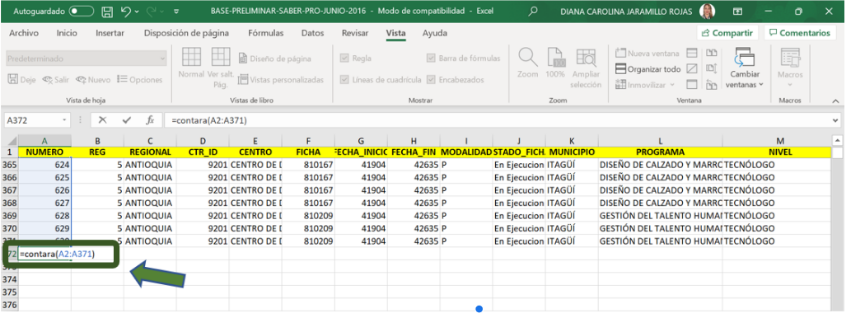 Autoguardado BASE-PRELIMINAR-SABER-PRO-JUNIO-2016 - Modo de compatibilidad - Excel DIANA CAROLINA JARAMILLO ROJAS
Archivo Inicio Insertar Disposición de página Fórmulas Datos Revisar Vista Ayuda Compartir Comentarios
Predeterminado Diseño de página Regla Barra de fórmulas Nueva ventana
Normal Ver salt. Pág. Zoom 100% Ampliar selección Organizar todo Cambiar ventanas Macros
Deje Salir Nuevo Opciones Vistas personalizadas Líneas de cuadrícula Encabezados Inmovilizar
Vista de hoja Vistas de libro Mostrar Zoom Ventana Macros
A372 fx =contara(A2:A371)
A B C D E F G H I J K L M
1 NUMERO REG REGIONAL CTR_ID CENTRO FICHA FECHA_INICIO FECHA_FIN MODALIDAD STADO_FICH MUNICIPIO PROGRAMA NIVEL
365 624 5 ANTIOQUIA 9201 CENTRO DE D 810167 41904 42635 P En Ejecucion ITAGÜÍ DISEÑO DE CALZADO Y MARRO TECNÓLOGO
366 625 5 ANTIOQUIA 9201 CENTRO DE D 810167 41904 42635 P En Ejecucion ITAGÜÍ DISEÑO DE CALZADO Y MARRO TECNÓLOGO
367 626 5 ANTIOQUIA 9201 CENTRO DE D 810167 41904 42635 P En Ejecucion ITAGÜÍ DISEÑO DE CALZADO Y MARRO TECNÓLOGO
368 627 5 ANTIOQUIA 9201 CENTRO DE D 810167 41904 42635 P En Ejecucion ITAGÜÍ DISEÑO DE CALZADO Y MARRO TECNÓLOGO
369 628 5 ANTIOQUIA 9201 CENTRO DE D 810209 41904 42635 P En Ejecucion ITAGÜÍ GESTIÓN DEL TALENTO HUMAN TECNÓLOGO
370 629 5 ANTIOQUIA 9201 CENTRO DE D 810209 41904 42635 P En Ejecucion ITAGÜÍ GESTIÓN DEL TALENTO HUMAN TECNÓLOGO
5 ANTIOQUIA 9201 CENTRO DE D 810209 41904 42635 P En Ejecucion ITAGÜÍ GESTIÓN DEL TALENTO HUMAN TECNÓLOGO
72 =contara(A2:A371)
374
375
376